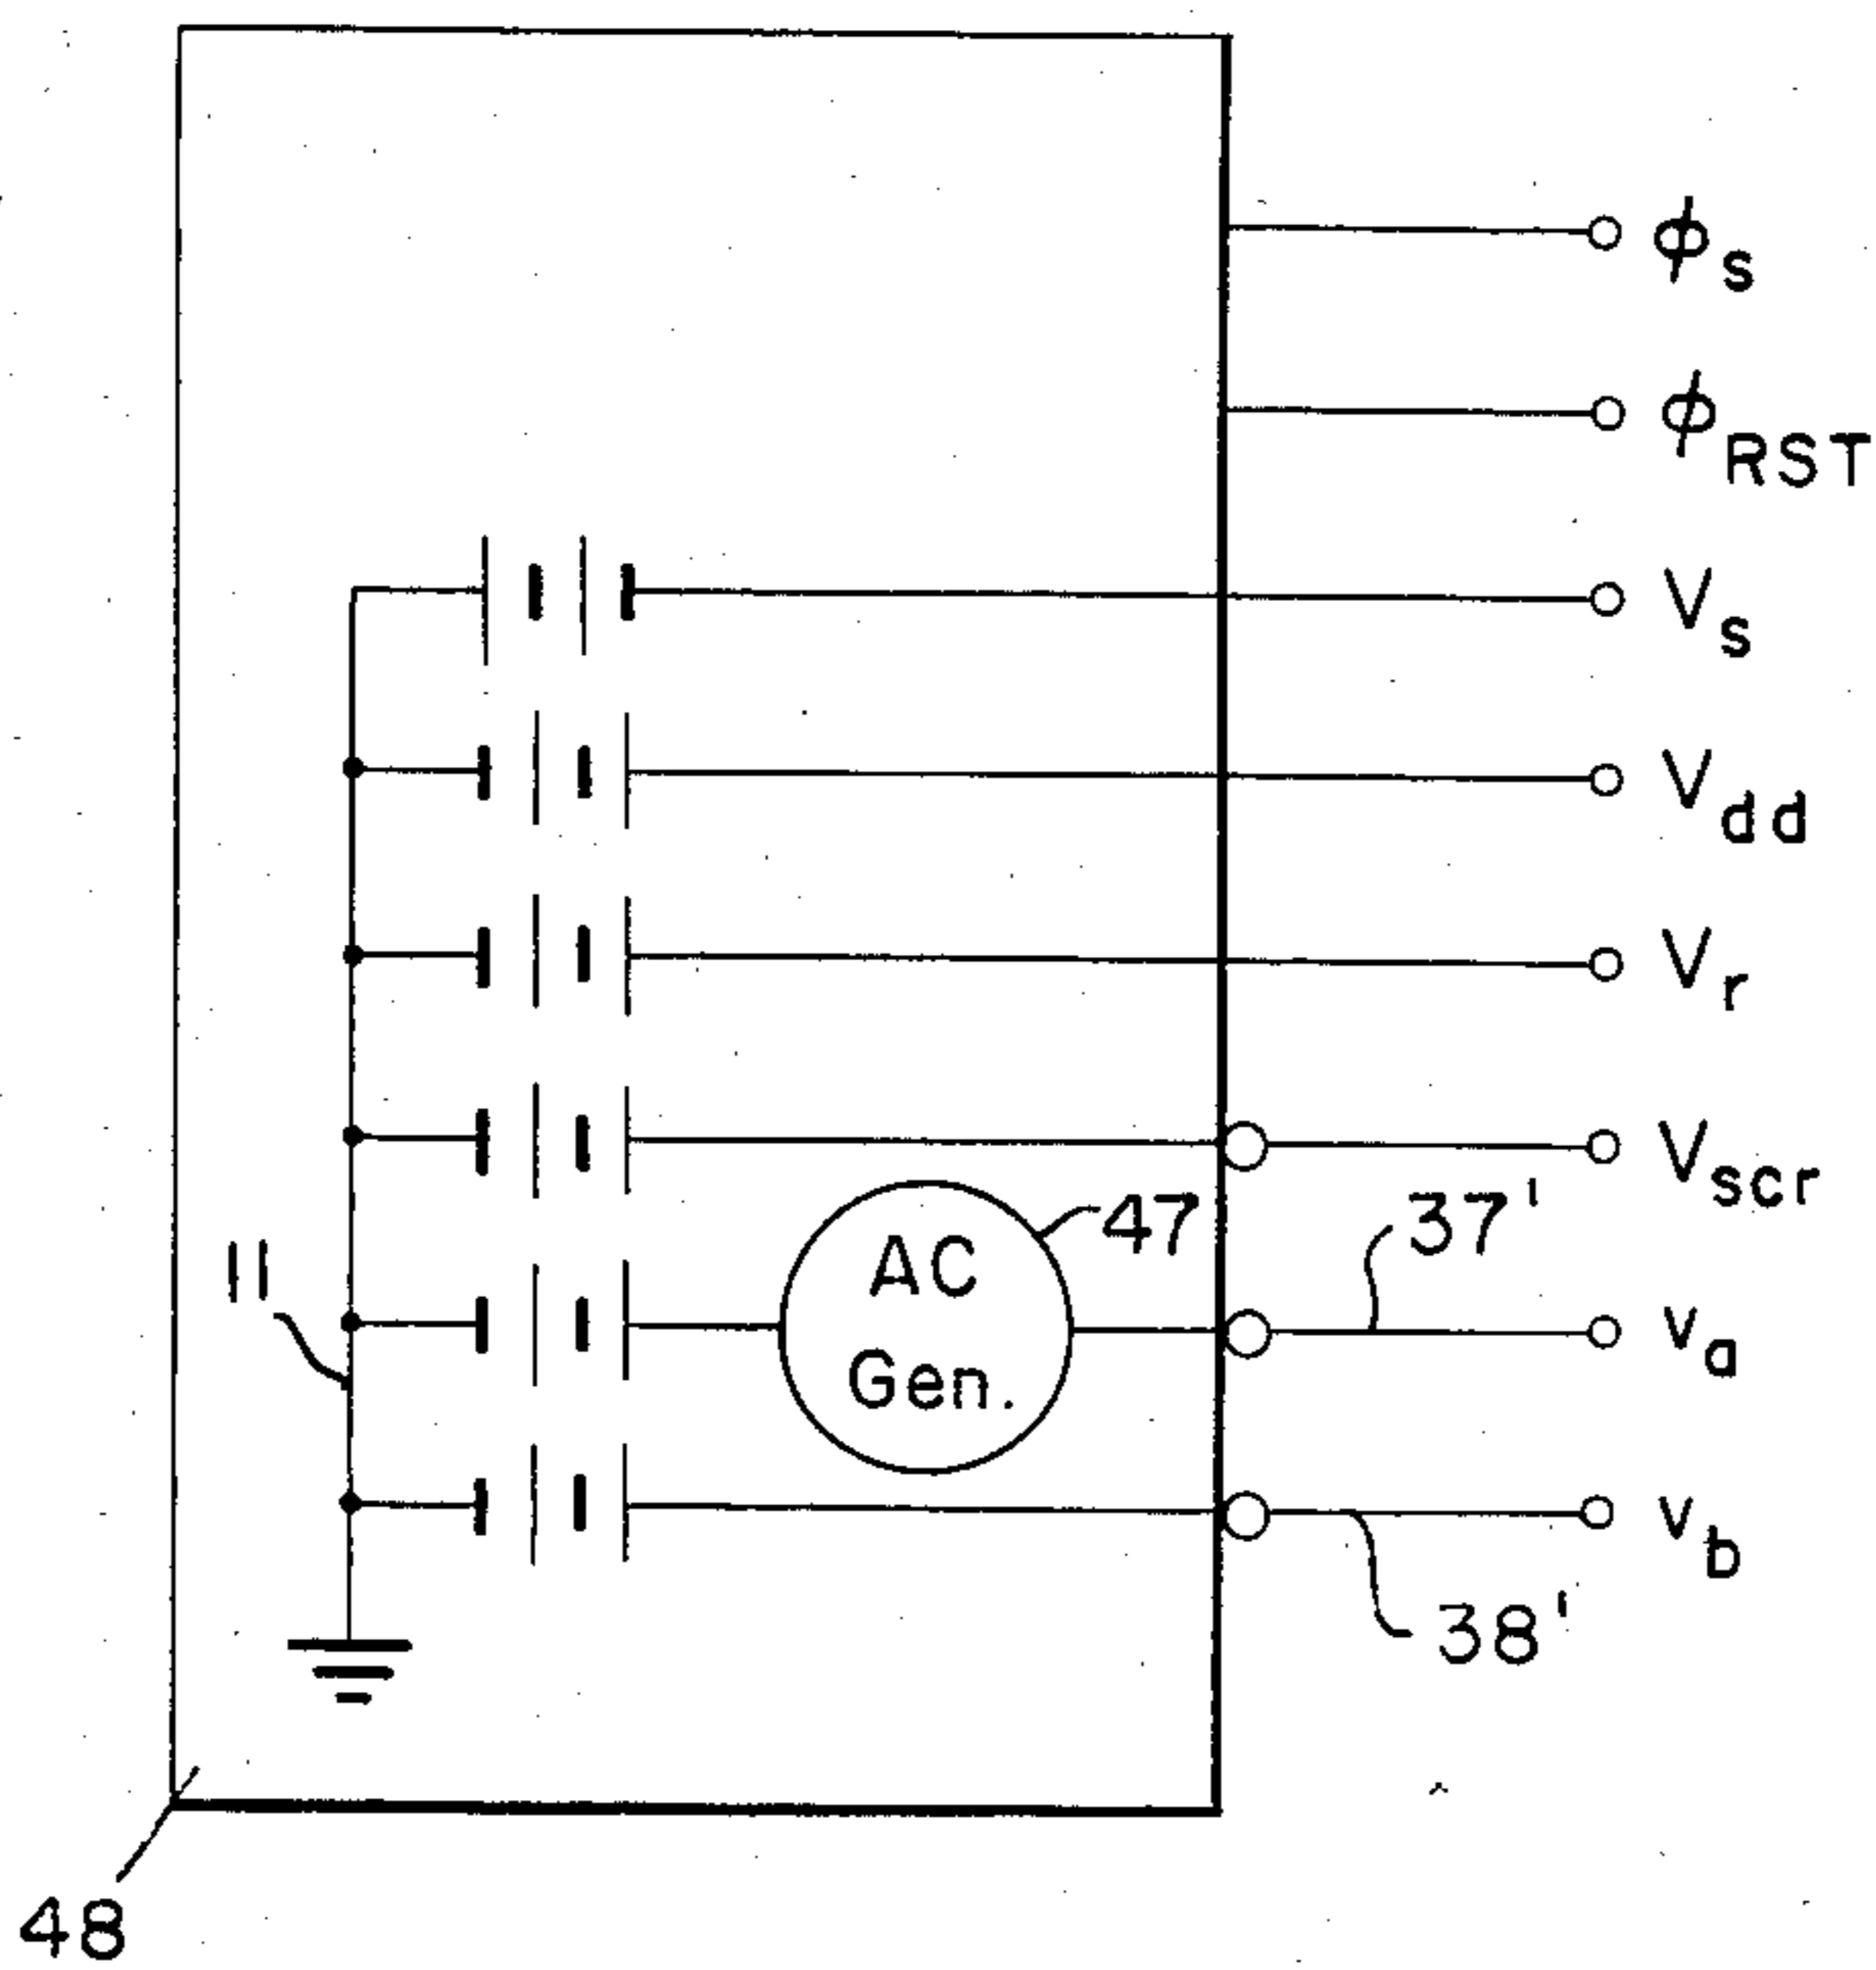 ϕs
ϕRST
Vs
Vdd
Vr
Vscr
47
37'
11
AC
Gen.
va
vb
38'
48